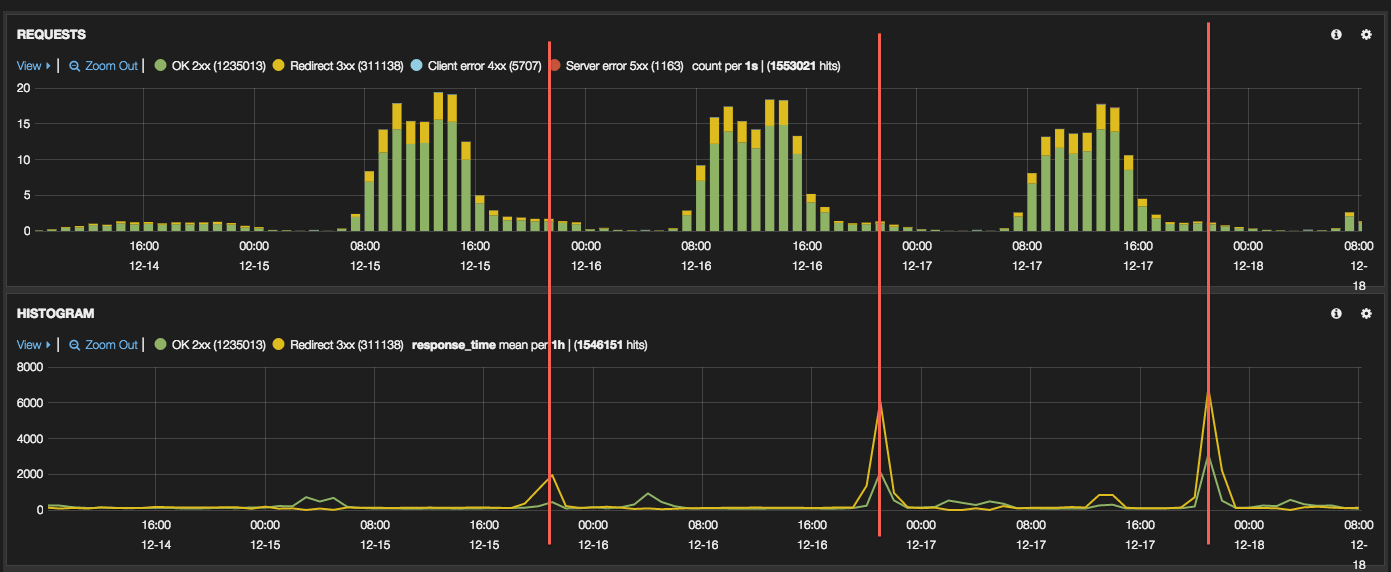 REQUESTS
View | Zoom Out | OK 2xx (1235013) Redirect 3xx (311138) Client error 4xx (5707) Server error 5xx (1163) count per 1s | (1553021 hits)
20
15
10
5
0
16:00 00:00 08:00 16:00 00:00 08:00 16:00 00:00 08:00 16:00 00:00 08:00
12-14 12-15 12-15 12-15 12-16 12-16 12-16 12-17 12-17 12-17 12-18 12-
18
HISTOGRAM
View | Zoom Out | OK 2xx (1235013) Redirect 3xx (311138) response_time mean per 1h | (1546151 hits)
8000
6000
4000
2000
0
16:00 00:00 08:00 16:00 00:00 08:00 16:00 00:00 08:00 16:00 00:00 08:00
12-14 12-15 12-15 12-15 12-16 12-16 12-16 12-17 12-17 12-17 12-18 12-
18